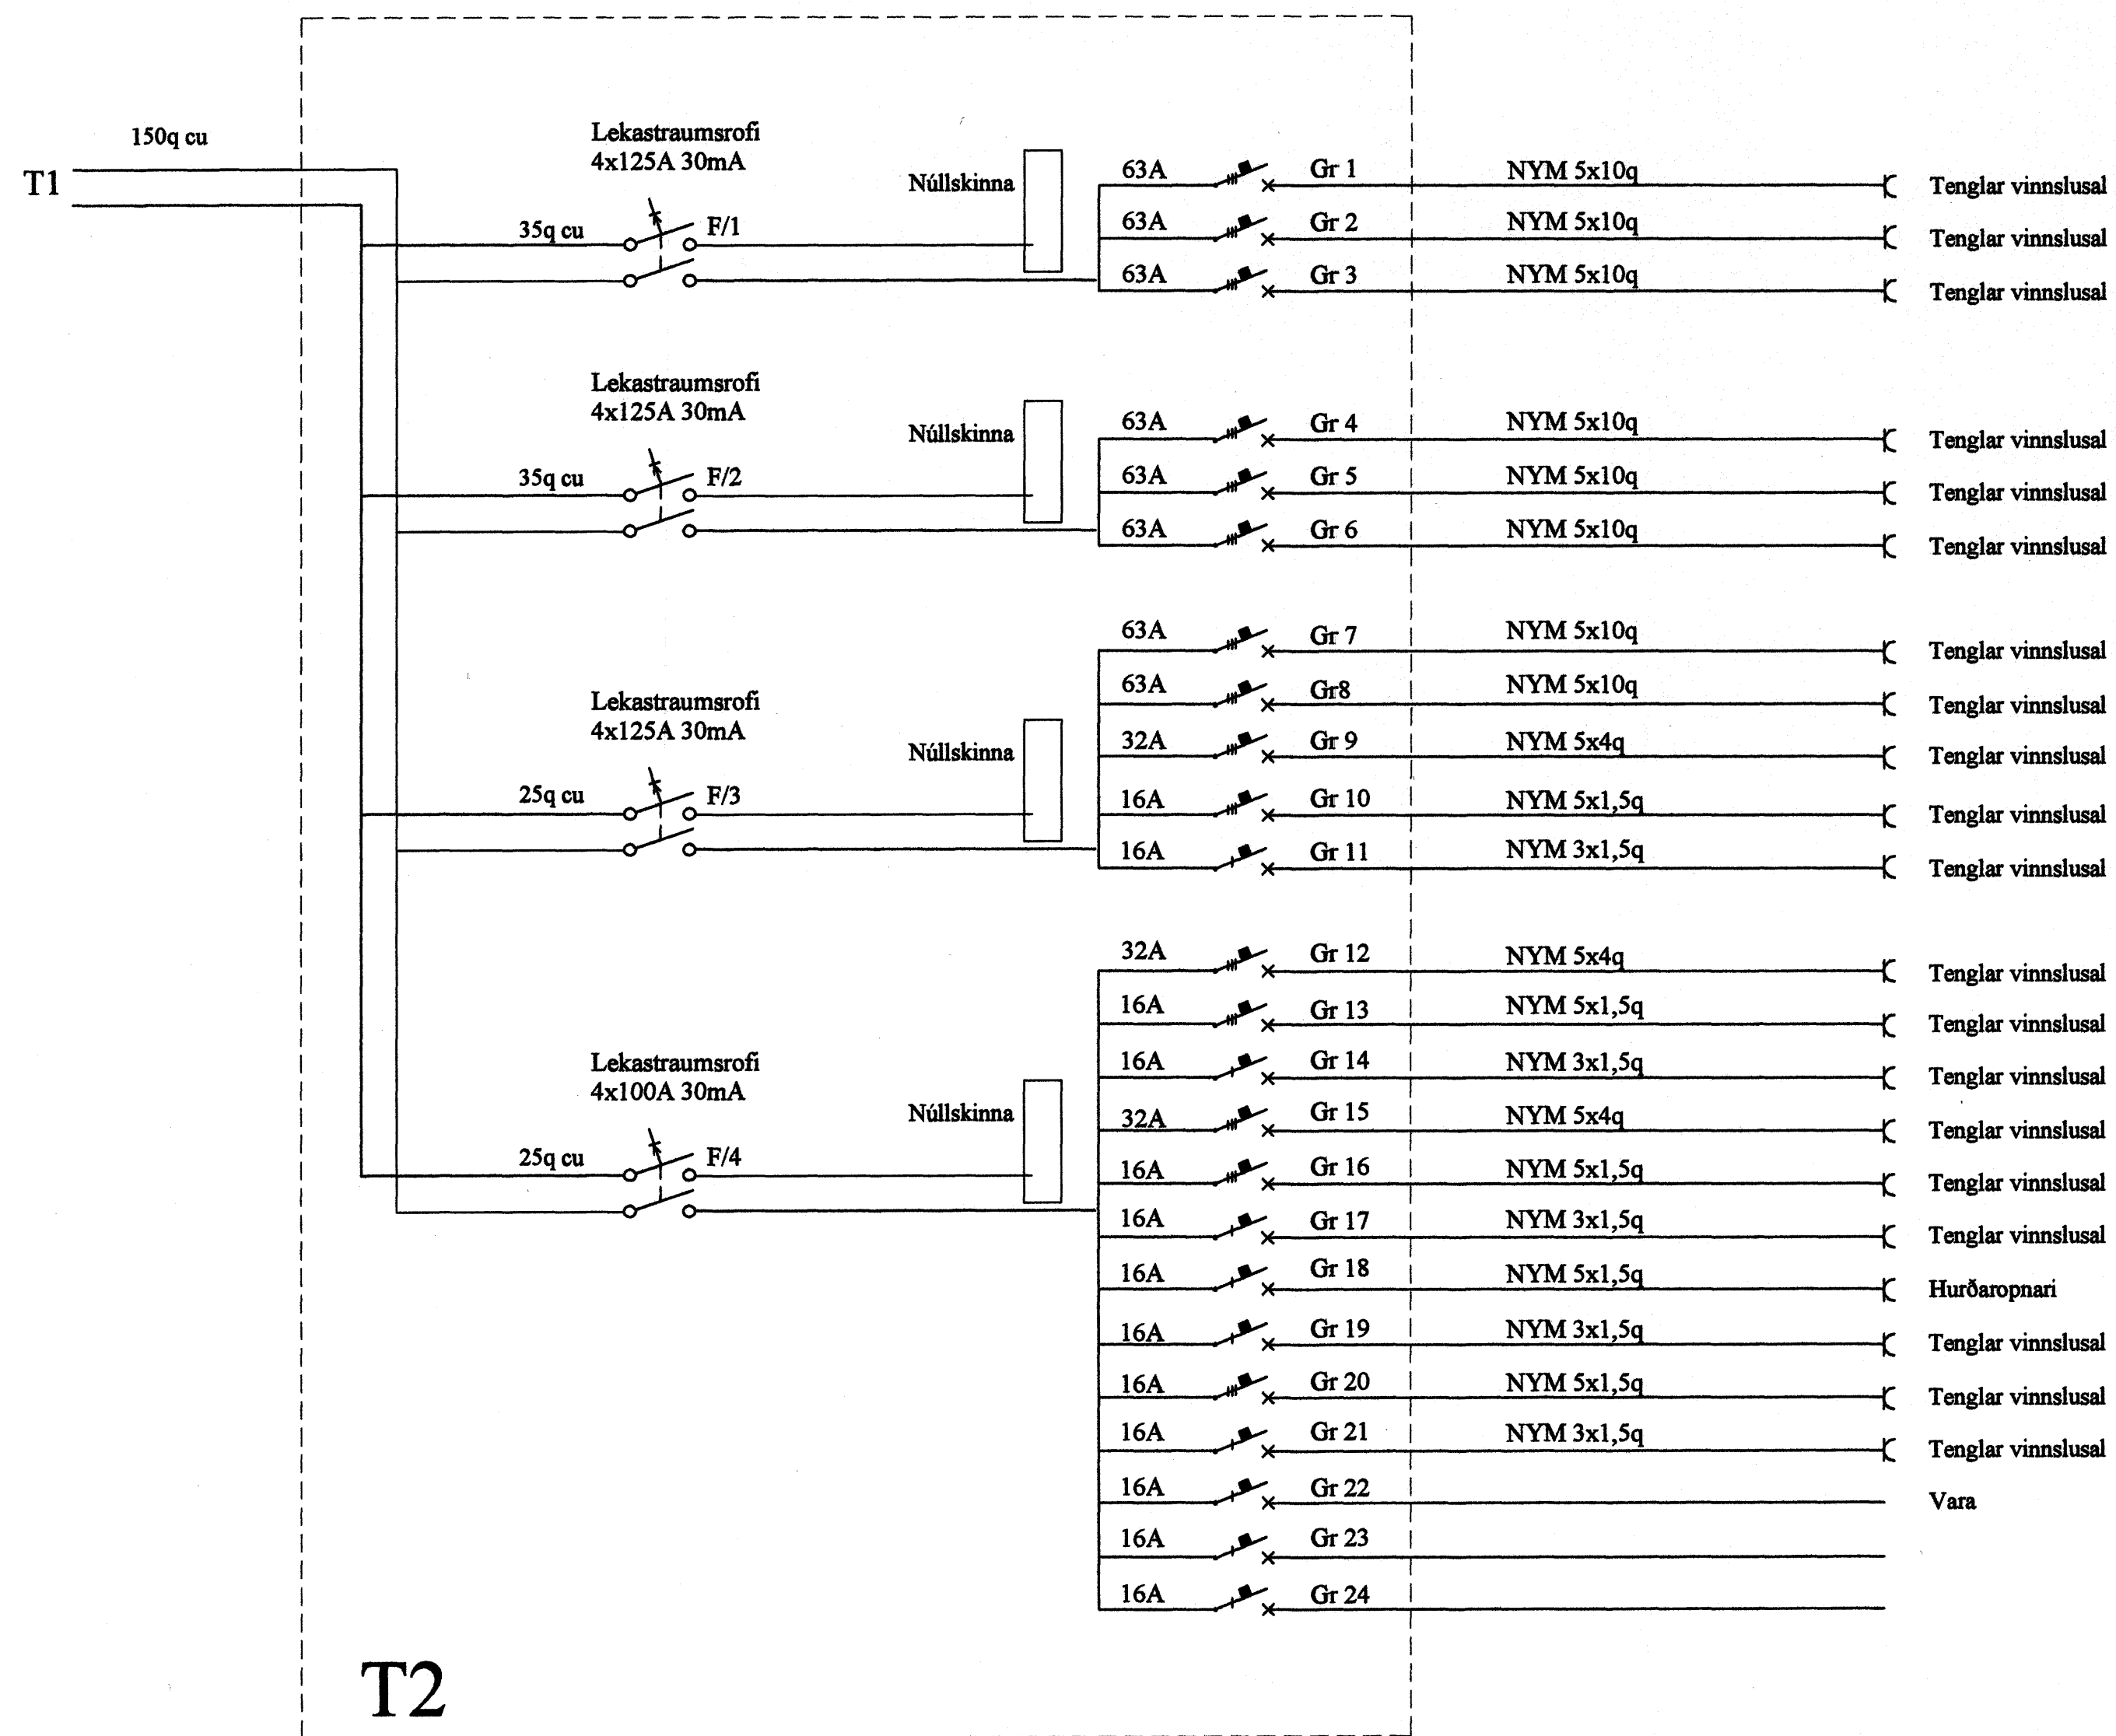 150q cu
T1
Lekastraumsrofi
4x125A 30mA
Núllskinna
35q cu
F/1
63A Gr 1 NYM 5x10q Tenglar vinnslusal
63A Gr 2 NYM 5x10q Tenglar vinnslusal
63A Gr 3 NYM 5x10q Tenglar vinnslusal
Lekastraumsrofi
4x125A 30mA
Núllskinna
35q cu
F/2
63A Gr 4 NYM 5x10q Tenglar vinnslusal
63A Gr 5 NYM 5x10q Tenglar vinnslusal
63A Gr 6 NYM 5x10q Tenglar vinnslusal
Lekastraumsrofi
4x125A 30mA
Núllskinna
25q cu
F/3
63A Gr 7 NYM 5x10q Tenglar vinnslusal
63A Gr8 NYM 5x10q Tenglar vinnslusal
32A Gr 9 NYM 5x4q Tenglar vinnslusal
16A Gr 10 NYM 5x1,5q Tenglar vinnslusal
16A Gr 11 NYM 3x1,5q Tenglar vinnslusal
Lekastraumsrofi
4x100A 30mA
Núllskinna
25q cu
F/4
32A Gr 12 NYM 5x4q Tenglar vinnslusal
16A Gr 13 NYM 5x1,5q Tenglar vinnslusal
16A Gr 14 NYM 3x1,5q Tenglar vinnslusal
32A Gr 15 NYM 5x4q Tenglar vinnslusal
16A Gr 16 NYM 5x1,5q Tenglar vinnslusal
16A Gr 17 NYM 3x1,5q Tenglar vinnslusal
16A Gr 18 NYM 5x1,5q Hurðaropnari
16A Gr 19 NYM 3x1,5q Tenglar vinnslusal
16A Gr 20 NYM 5x1,5q Tenglar vinnslusal
16A Gr 21 NYM 3x1,5q Tenglar vinnslusal
16A Gr 22 Vara
16A Gr 23
16A Gr 24
T2